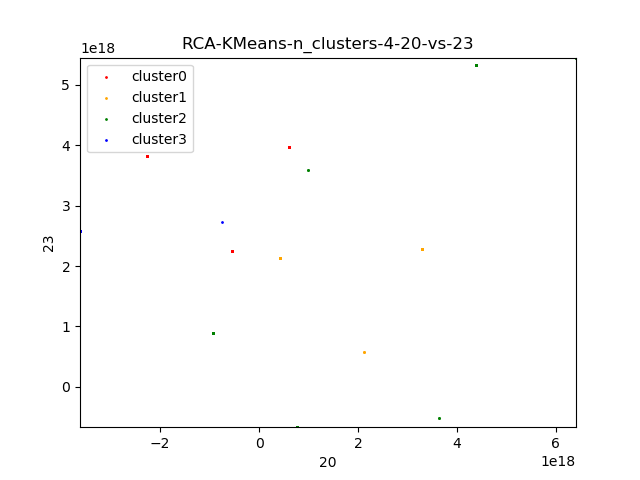 RCA-KMeans-n_clusters-4-20-vs-23
1e18
cluster0
cluster1
cluster2
cluster3
5
4
3
2
1
0
23
−2
0
2
4
6
20
1e18